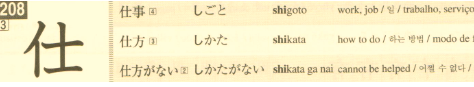 208
3
仕
仕事 4 しごと shigoto work, job / 일 / trabalho, serviço
仕方 3 しかた shikata how to do / 하는 방법 / modo de
仕方がない 3 しかたがない shikata ga nai cannot be helped / 어쩔 수 없다 /